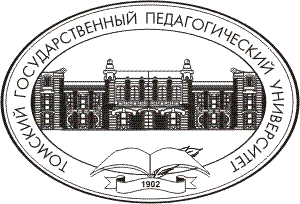 ТОМСКИЙ ГОСУДАРСТВЕННЫЙ ПЕДАГОГИЧЕСКИЙ УНИВЕРСИТЕТ
1902